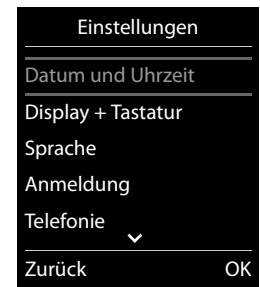 Einstellungen
Datum und Uhrzeit
Display + Tastatur
Sprache
Anmeldung
Telefonie
Zurück OK